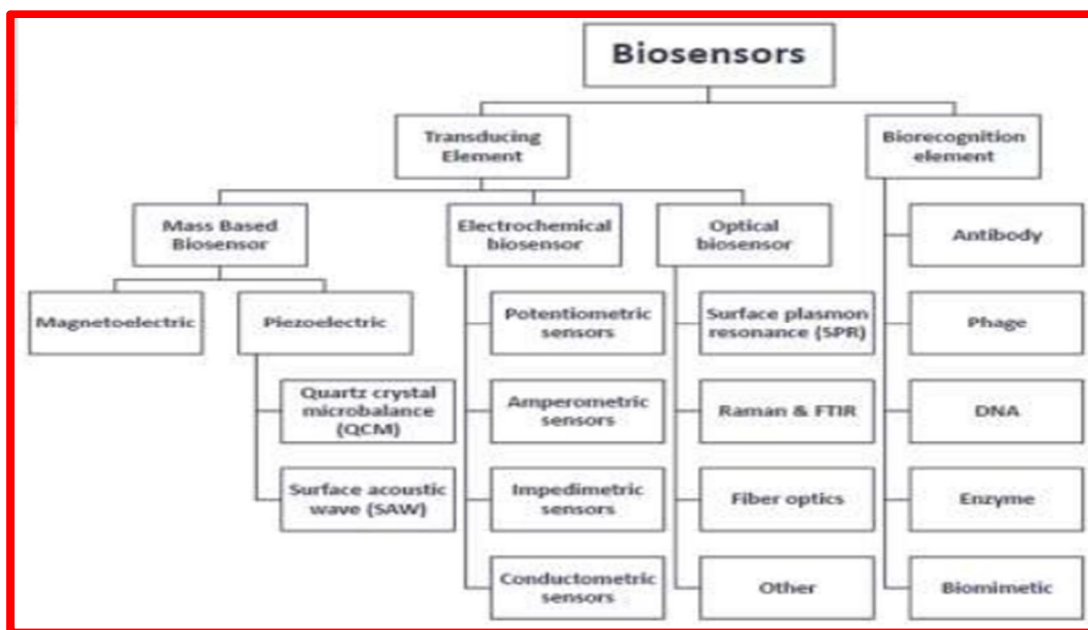 Biosensors
Transducing
Element
Biorecognition
element
Mass Based
Biosensor
Electrochemical
biosensor
Optical
biosensor
Antibody
Magnetoelectric
Piezoelectric
Potentiometric
sensors
Surface plasmon
resonance (SPR)
Phage
Quartz crystal
microbalance
(QCM)
Amperometric
sensors
Raman & FTIR
DNA
Surface acoustic
wave (SAW)
Impedimetric
sensors
Fiber optics
Enzyme
Conductometric
sensors
Other
Biomimetic